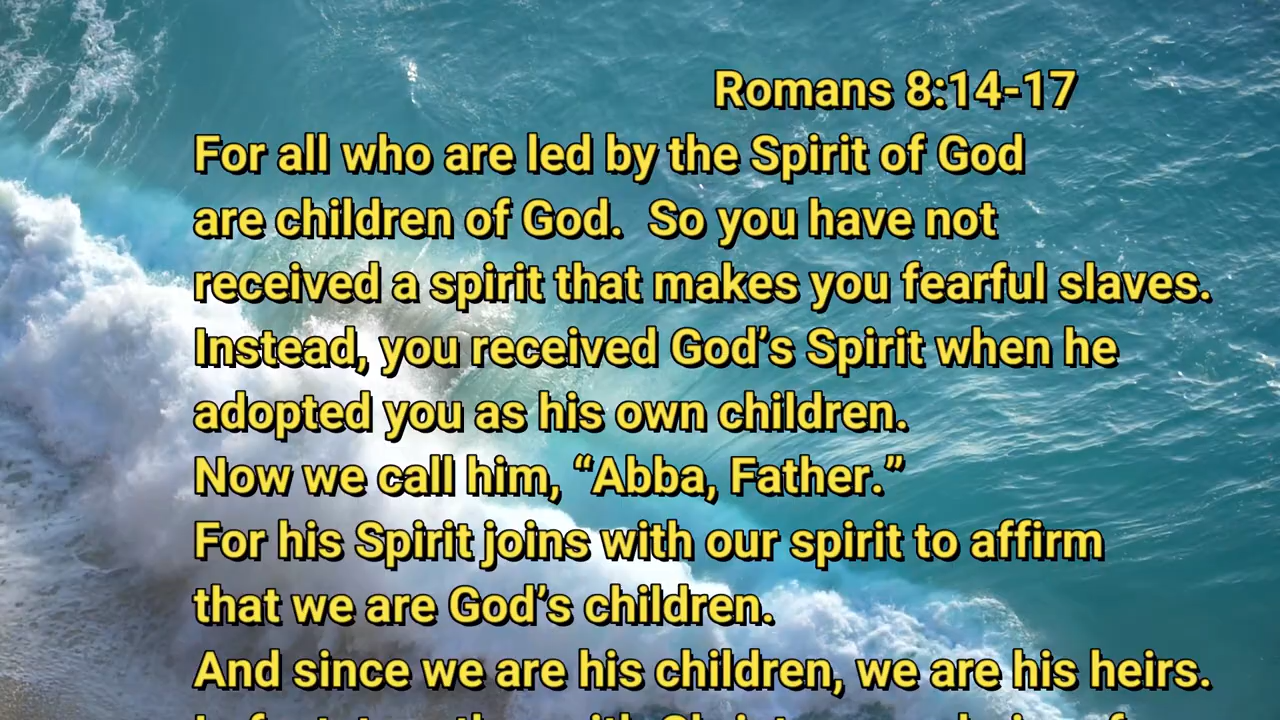 Romans 8:14-17
For all who are led by the Spirit of God
are children of God.  So you have not
received a spirit that makes you fearful slaves.
Instead, you received God’s Spirit when he
adopted you as his own children.
Now we call him, “Abba, Father.”
For his Spirit joins with our spirit to affirm
that we are God’s children.
And since we are his children, we are his heirs.